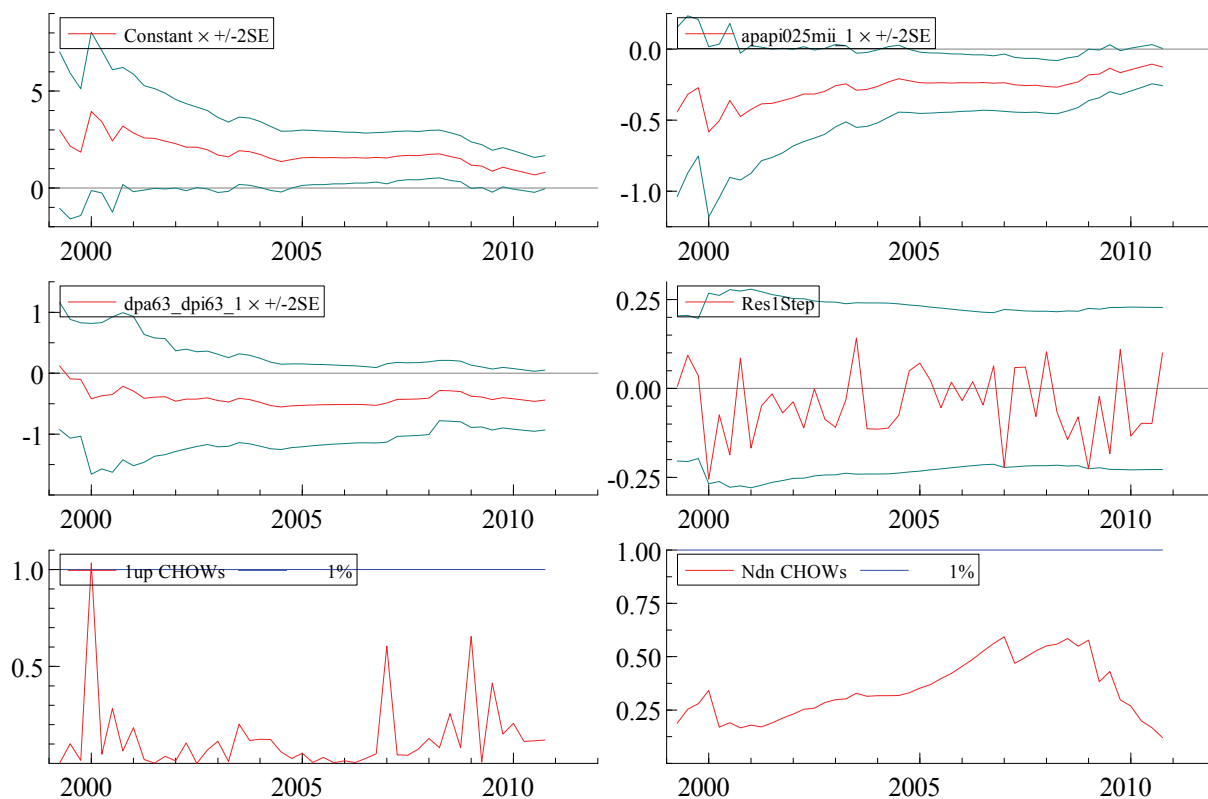 Constant × +/-2SE
5
0
2000 2005 2010
apapi025mii_1 × +/-2SE
0.0
-0.5
-1.0
2000 2005 2010
dpa63_dpi63_1 × +/-2SE
1
0
-1
2000 2005 2010
Res1Step
0.25
0.00
-0.25
2000 2005 2010
1up CHOWs 1%
1.0
0.5
2000 2005 2010
Ndn CHOWs 1%
1.00
0.75
0.50
0.25
2000 2005 2010